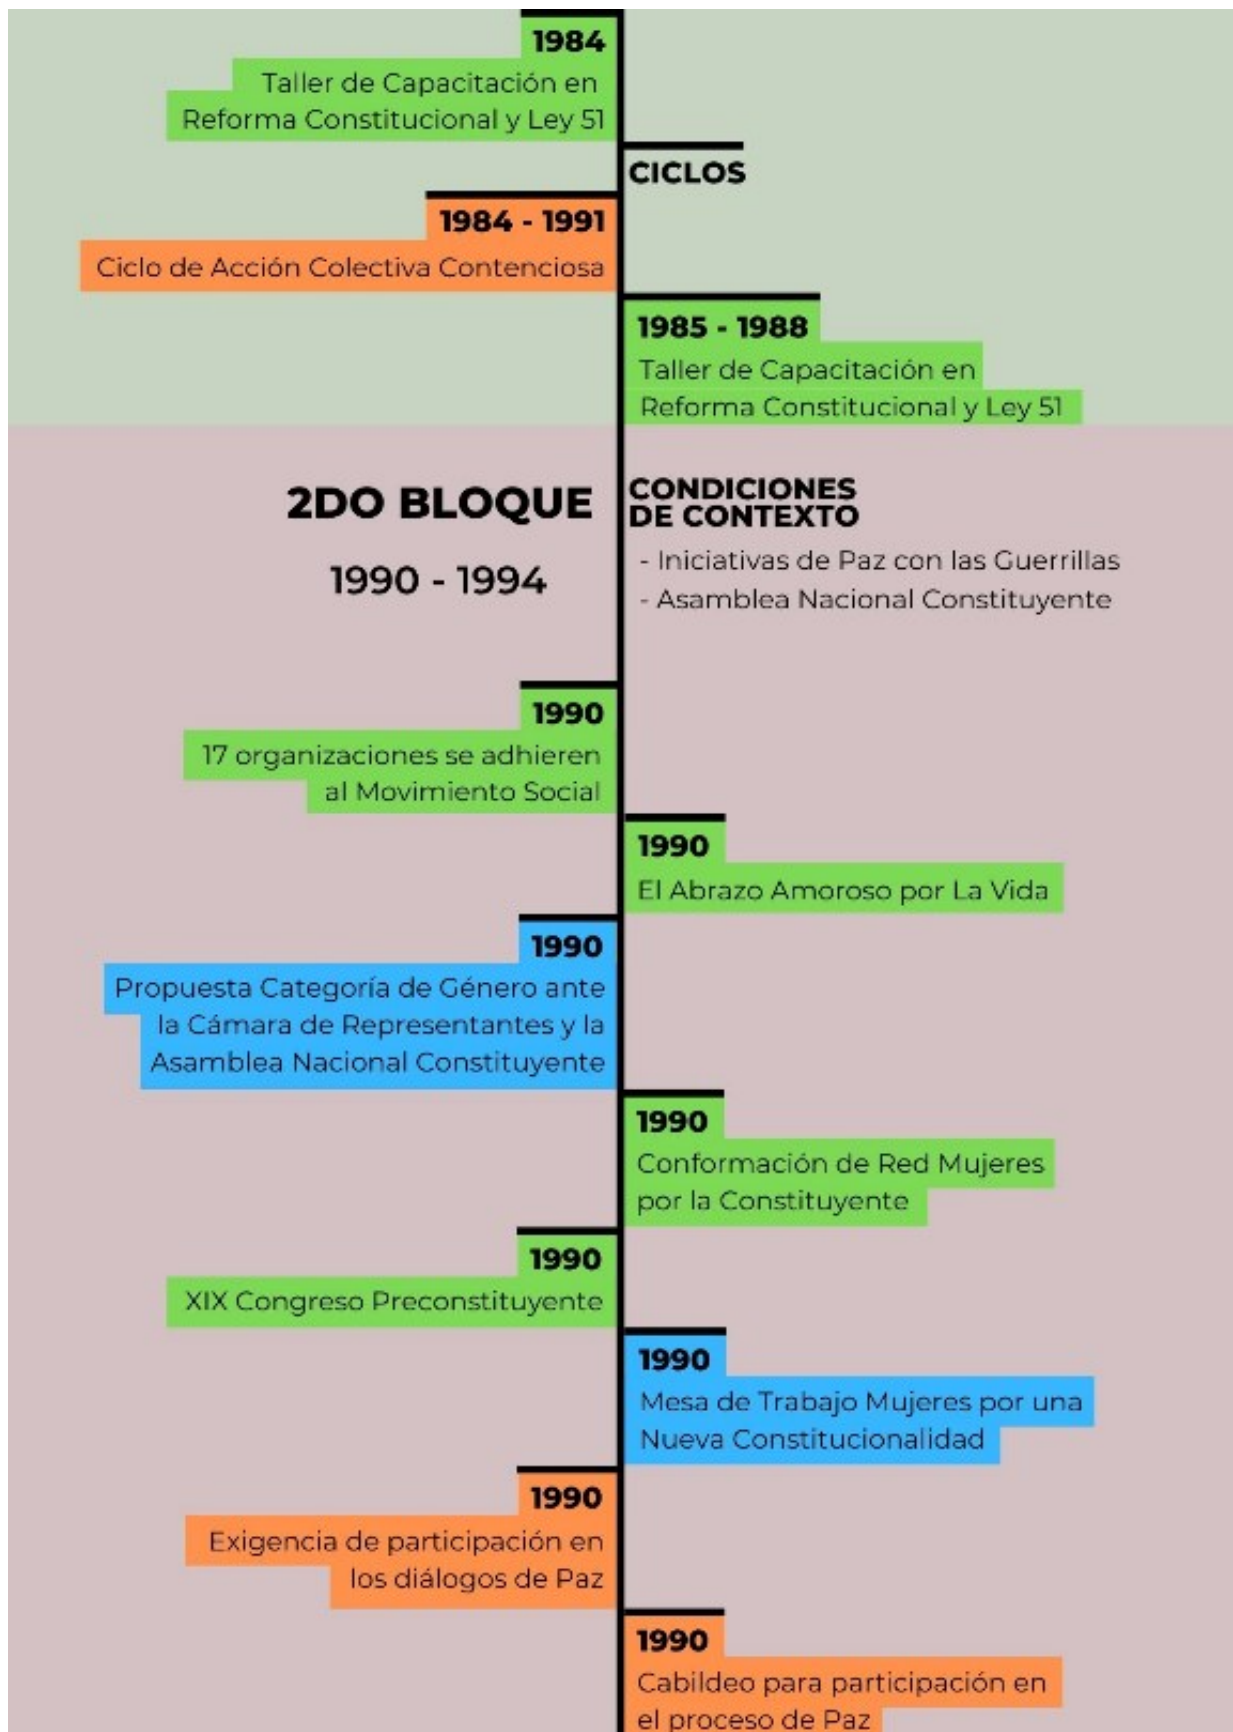 1984
Taller de Capacitación en
Reforma Constitucional y Ley 51
CICLOS
1984 - 1991
Ciclo de Acción Colectiva Contenciosa
1985 - 1988
Taller de Capacitación en
Reforma Constitucional y Ley 51
2DO BLOQUE
1990 - 1994
CONDICIONES
DE CONTEXTO
- Iniciativas de Paz con las Guerrillas
- Asamblea Nacional Constituyente
1990
17 organizaciones se adhieren
al Movimiento Social
1990
El Abrazo Amoroso por La Vida
1990
Propuesta Categoría de Género ante
la Cámara de Representantes y la
Asamblea Nacional Constituyente
1990
Conformación de Red Mujeres
por la Constituyente
1990
XIX Congreso Preconstituyente
1990
Mesa de Trabajo Mujeres por una
Nueva Constitucionalidad
1990
Exigencia de participación en
los diálogos de Paz
1990
Cabildeo para participación en
el proceso de Paz